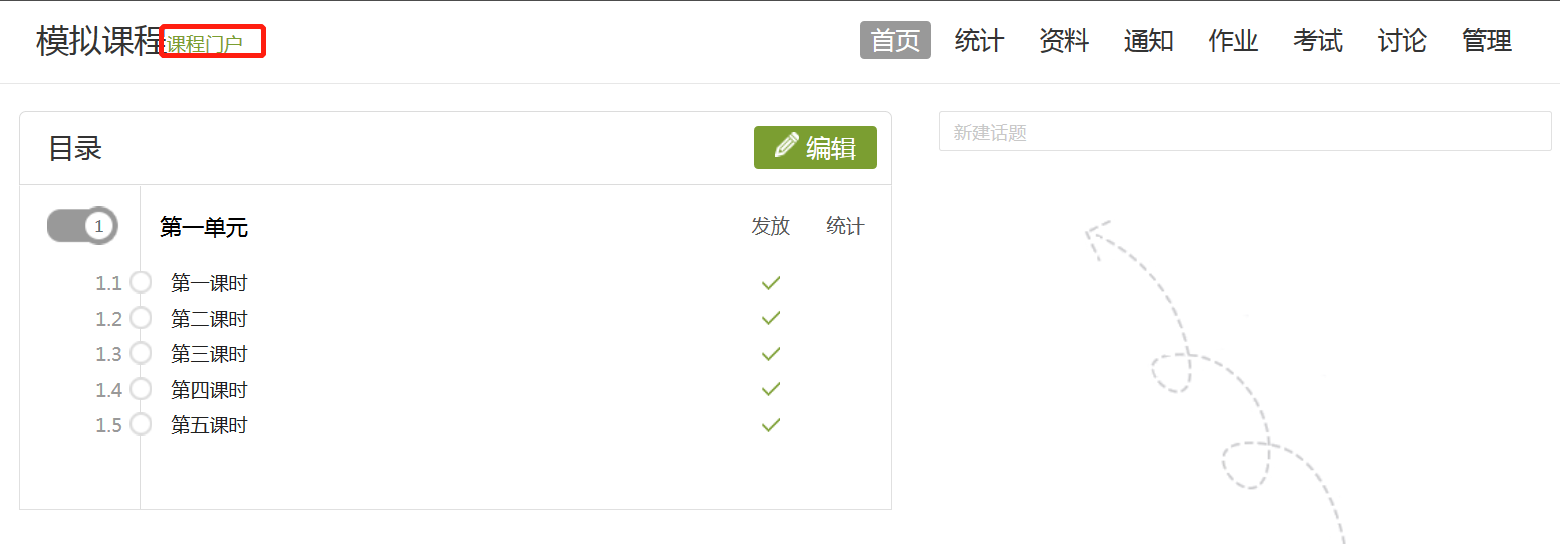 模拟课程 课程门户 首页 统计 资料 通知 作业 考试 讨论 管理
目录 编辑
新建话题
1 第一单元 发放 统计
1.1 第一课时
1.2 第二课时
1.3 第三课时
1.4 第四课时
1.5 第五课时